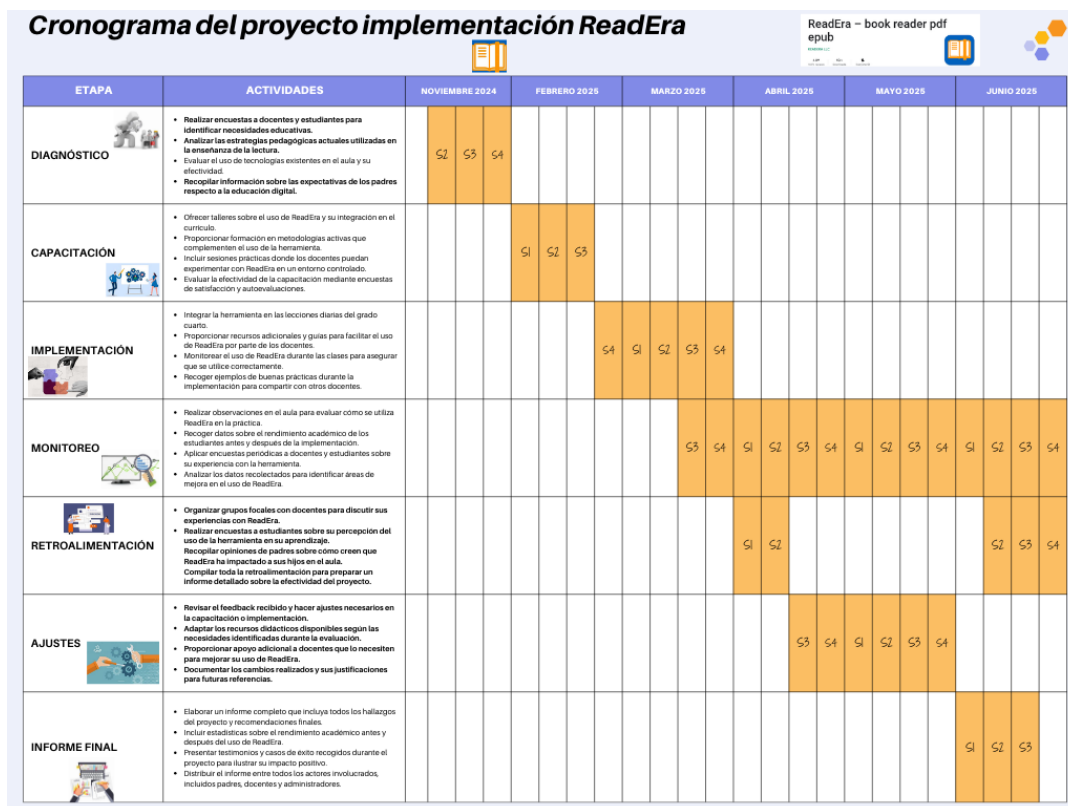 Cronograma del proyecto implementación ReadEra
ReadEra – book reader pdf
epub
ETAPA
ACTIVIDADES
NOVIEMBRE 2024
FEBRERO 2025
MARZO 2025
ABRIL 2025
MAYO 2025
JUNIO 2025
DIAGNÓSTICO
• Realizar encuestas a docentes y estudiantes para
identificar necesidades educativas.
• Analizar las estrategias pedagógicas actuales utilizadas en
la enseñanza de la lectura.
• Evaluar el uso de tecnologías existentes en el aula y su
efectividad.
• Recopilar información sobre las expectativas de los padres
respecto a la educación digital.
S2 S3 S4
CAPACITACIÓN
• Ofrecer talleres sobre el uso de ReadEra y su integración en el
currículo.
• Proporcionar formación en metodologías activas que
complementen el uso de la herramienta.
• Incluir sesiones prácticas donde los docentes puedan
experimentar con ReadEra en un entorno controlado.
• Evaluar la efectividad de la capacitación mediante encuestas
de satisfacción y autoevaluaciones.
S1 S2 S3
IMPLEMENTACIÓN
• Integrar la herramienta en las lecciones diarias del grado
cuarto.
• Proporcionar recursos adicionales y guías para facilitar el uso
de ReadEra por parte de los docentes.
• Monitorear el uso de ReadEra durante las clases para asegurar
que se utilice correctamente.
• Recoger ejemplos de buenas prácticas durante la
implementación para compartir con otros docentes.
S4 S1 S2 S3 S4
MONITOREO
• Realizar observaciones en el aula para evaluar cómo se utiliza
ReadEra en la práctica.
• Recoger datos sobre el rendimiento académico de los
estudiantes antes y después de la implementación.
• Aplicar encuestas periódicas a docentes y estudiantes sobre
su experiencia con la herramienta.
• Analizar los datos recolectados para identificar áreas de
mejora en el uso de ReadEra.
S3 S4 S1 S2 S3 S4 S1 S2 S3 S4 S1 S2 S3 S4
RETROALIMENTACIÓN
• Organizar grupos focales con docentes para discutir sus
experiencias con ReadEra.
• Realizar encuestas a estudiantes sobre su percepción del
uso de la herramienta en su aprendizaje.
Recopilar opiniones de padres sobre cómo creen que
ReadEra ha impactado a sus hijos en el aula.
Compilar toda la retroalimentación para preparar un
informe detallado sobre la efectividad del proyecto.
S1 S2 S2 S3 S4
AJUSTES
• Revisar el feedback recibido y hacer ajustes necesarios en
la capacitación o implementación.
• Adaptar los recursos didácticos disponibles según las
necesidades identificadas durante la evaluación.
• Proporcionar apoyo adicional a docentes que lo necesiten
para mejorar su uso de ReadEra.
• Documentar los cambios realizados y sus justificaciones
para futuras referencias.
S3 S4 S1 S2 S3 S4
INFORME FINAL
• Elaborar un informe completo que incluya todos los hallazgos
del proyecto y recomendaciones finales.
• Incluir estadísticas sobre el rendimiento académico antes y
después del uso de ReadEra.
• Presentar testimonios y casos de éxito recogidos durante el
proyecto para ilustrar su impacto positivo.
• Distribuir el informe entre todos los actores involucrados,
incluidos padres, docentes y administradores.
S1 S2 S3